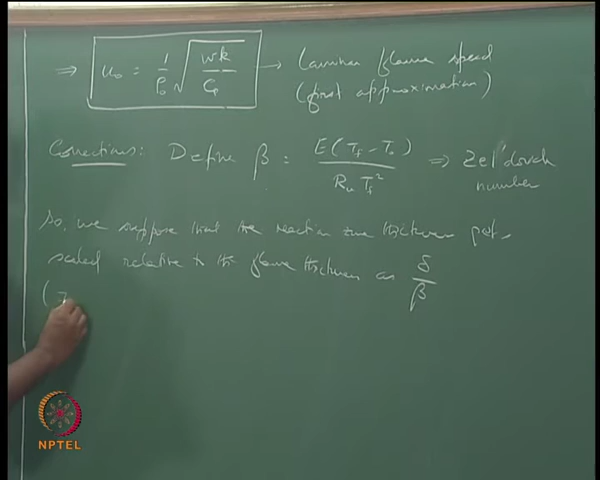 ⇒ u₀ = 1/ρ₀ √(wk/Cp) → Laminar flame speed
(first approximation)
Corrections: Define β = E(T_f - T₀)/(R_u T_f²) ⇒ Zel'dovich
number
So, we suppose that the reaction zone thickness get
scaled relative to the flame thickness as δ/β
(
NPTEL